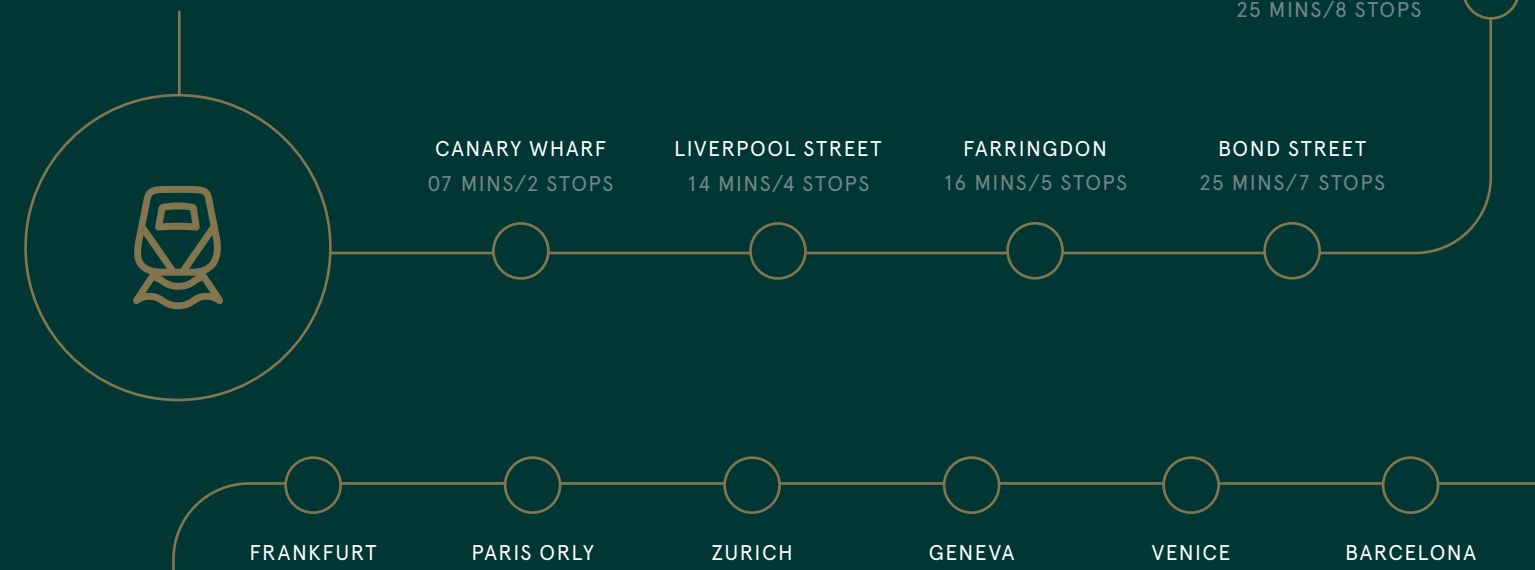 25 MINS/8 STOPS
CANARY WHARF
07 MINS/2 STOPS
LIVERPOOL STREET
14 MINS/4 STOPS
FARRINGDON
16 MINS/5 STOPS
BOND STREET
25 MINS/7 STOPS
FRANKFURT
PARIS ORLY
ZURICH
GENEVA
VENICE
BARCELONA